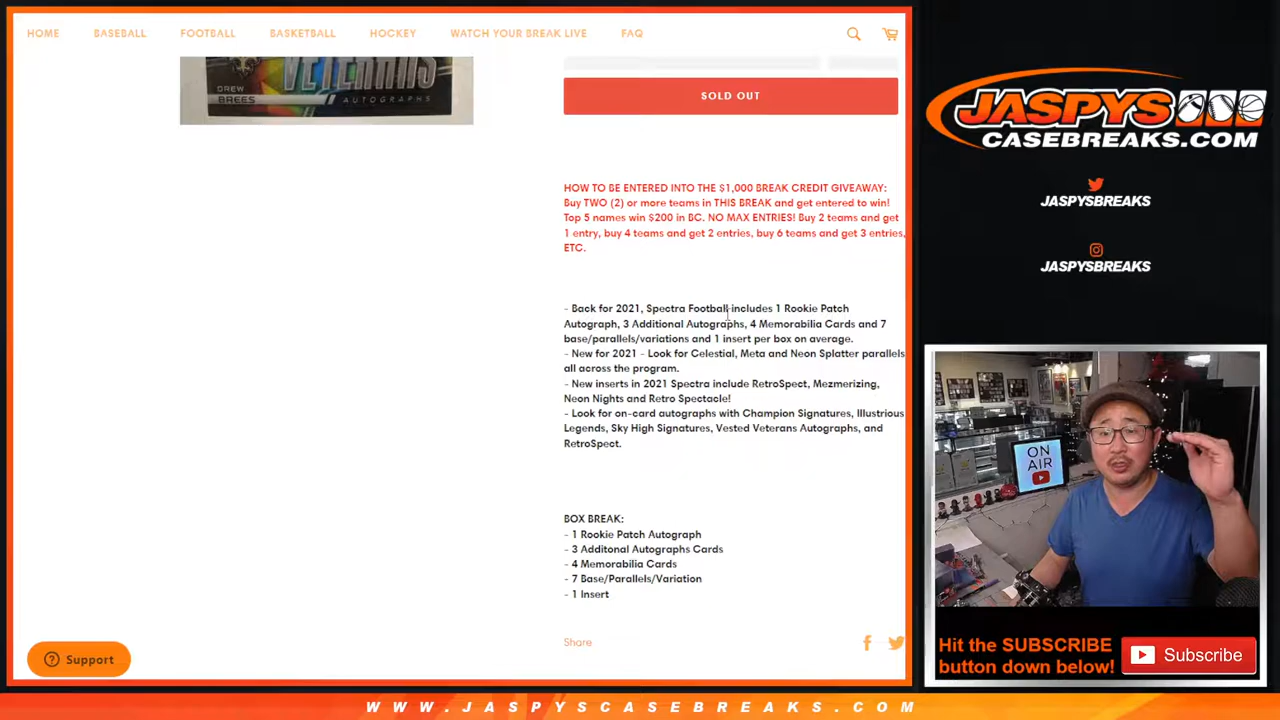 HOME BASEBALL FOOTBALL BASKETBALL HOCKEY WATCH YOUR BREAK LIVE FAQ
VETERANS
DREW
BREES
AUTOGRAPHS
SOLD OUT
HOW TO BE ENTERED INTO THE $1,000 BREAK CREDIT GIVEAWAY:
Buy TWO (2) or more teams in THIS BREAK and get entered to win!
Top 5 names win $200 in BC. NO MAX ENTRIES! Buy 2 teams and get
1 entry, buy 4 teams and get 2 entries, buy 6 teams and get 3 entries,
ETC.
- Back for 2021, Spectra Football includes 1 Rookie Patch
Autograph, 3 Additional Autographs, 4 Memorabilia Cards and 7
base/parallels/variations and 1 insert per box on average.
- New for 2021 - Look for Celestial, Meta and Neon Splatter parallels
all across the program.
- New inserts in 2021 Spectra include RetroSpect, Mezmerizing,
Neon Nights and Retro Spectacle!
- Look for on-card autographs with Champion Signatures, Illustrious
Legends, Sky High Signatures, Vested Veterans Autographs, and
RetroSpect.
BOX BREAK:
- 1 Rookie Patch Autograph
- 3 Additonal Autographs Cards
- 4 Memorabilia Cards
- 7 Base/Parallels/Variation
- 1 Insert
Share
Support
JASPYS
CASEBREAKS.COM
JASPYSBREAKS
JASPYSBREAKS
ON
AIR
Hit the SUBSCRIBE
button down below!
Subscribe
WWW.JASPYSCASEBREAKS.COM